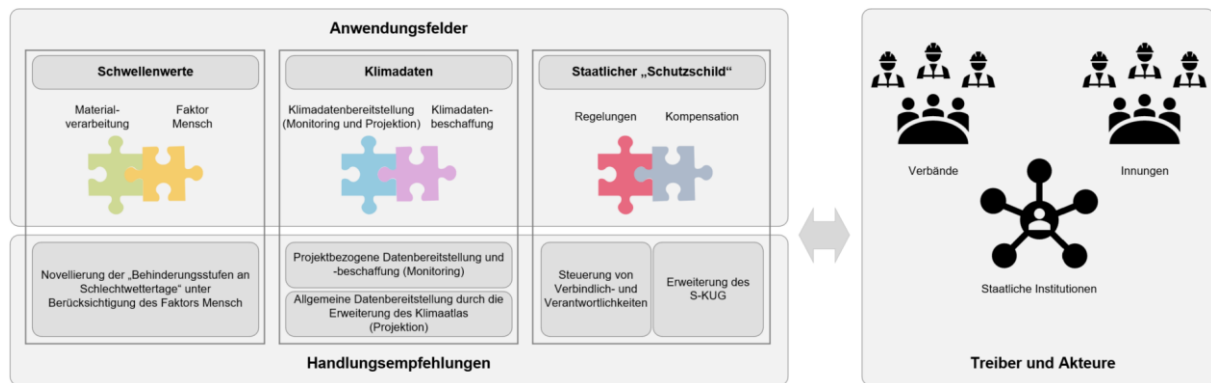 Anwendungsfelder
Schwellenwerte
Material-
verarbeitung
Faktor
Mensch
Novellierung der „Behinderungsstufen an
Schlechtwettertage" unter
Berücksichtigung des Faktors Mensch
Klimadaten
Klimadatenbereitstellung
(Monitoring und Projektion)
Klimadaten-
beschaffung
Projektbezogene Datenbereitstellung und
-beschaffung (Monitoring)
Allgemeine Datenbereitstellung durch die
Erweiterung des Klimaatlas
(Projektion)
Staatlicher „Schutzschild"
Regelungen
Kompensation
Steuerung von
Verbindlich- und
Verantwortlichkeiten
Erweiterung des
S-KUG
Handlungsempfehlungen
Verbände
Innungen
Staatliche Institutionen
Treiber und Akteure